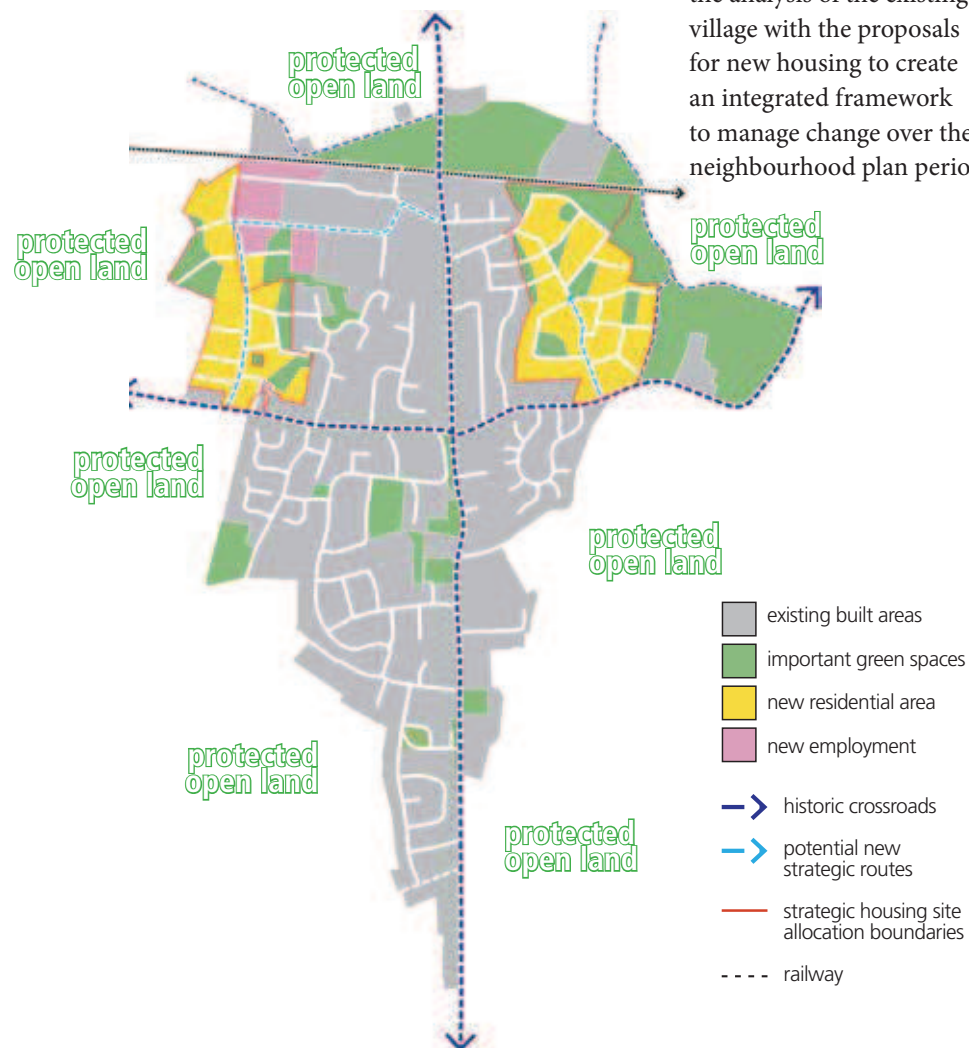 the analysis of the existing
village with the proposals
for new housing to create
an integrated framework
to manage change over the
neighbourhood plan perio
protected
open land
protected
open land
protected
open land
protected
open land
protected
open land
protected
open land
protected
open land
existing built areas
important green spaces
new residential area
new employment
historic crossroads
potential new
strategic routes
strategic housing site
allocation boundaries
railway